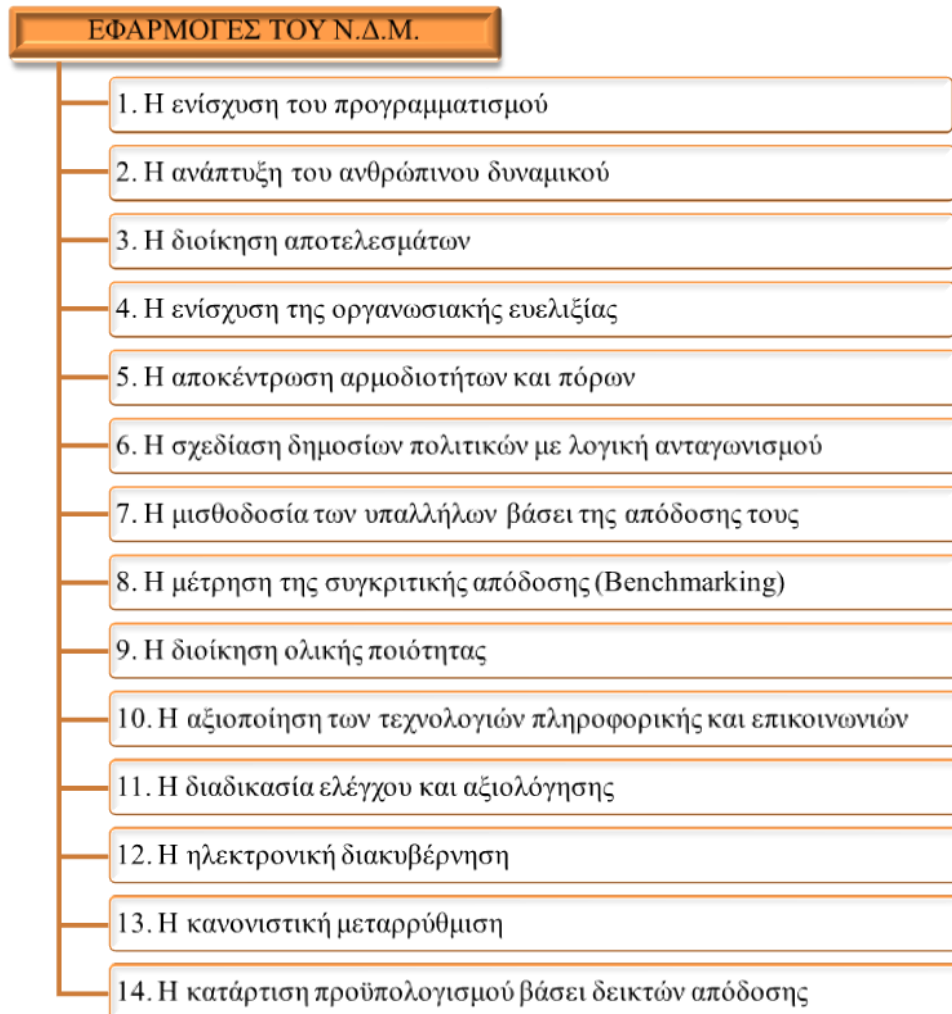 ΕΦΑΡΜΟΓΕΣ ΤΟΥ Ν.Δ.Μ.
1. Η ενίσχυση του προγραμματισμού
2. Η ανάπτυξη του ανθρώπινου δυναμικού
3. Η διοίκηση αποτελεσμάτων
4. Η ενίσχυση της οργανωσιακής ευελιξίας
5. Η αποκέντρωση αρμοδιοτήτων και πόρων
6. Η σχεδίαση δημοσίων πολιτικών με λογική ανταγωνισμού
7. Η μισθοδοσία των υπαλλήλων βάσει της απόδοσης τους
8. Η μέτρηση της συγκριτικής απόδοσης (Benchmarking)
9. Η διοίκηση ολικής ποιότητας
10. Η αξιοποίηση των τεχνολογιών πληροφορικής και επικοινωνιών
11. Η διαδικασία ελέγχου και αξιολόγησης
12. Η ηλεκτρονική διακυβέρνηση
13. Η κανονιστική μεταρρύθμιση
14. Η κατάρτιση προϋπολογισμού βάσει δεικτών απόδοσης